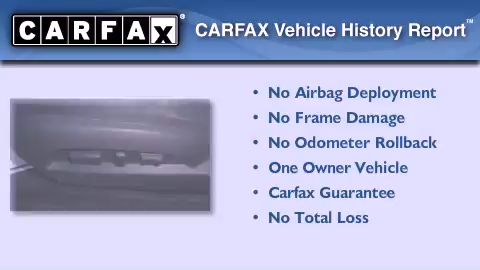 CARFAX®
CARFAX Vehicle History Report™
• No Airbag Deployment
• No Frame Damage
• No Odometer Rollback
• One Owner Vehicle
• Carfax Guarantee
• No Total Loss